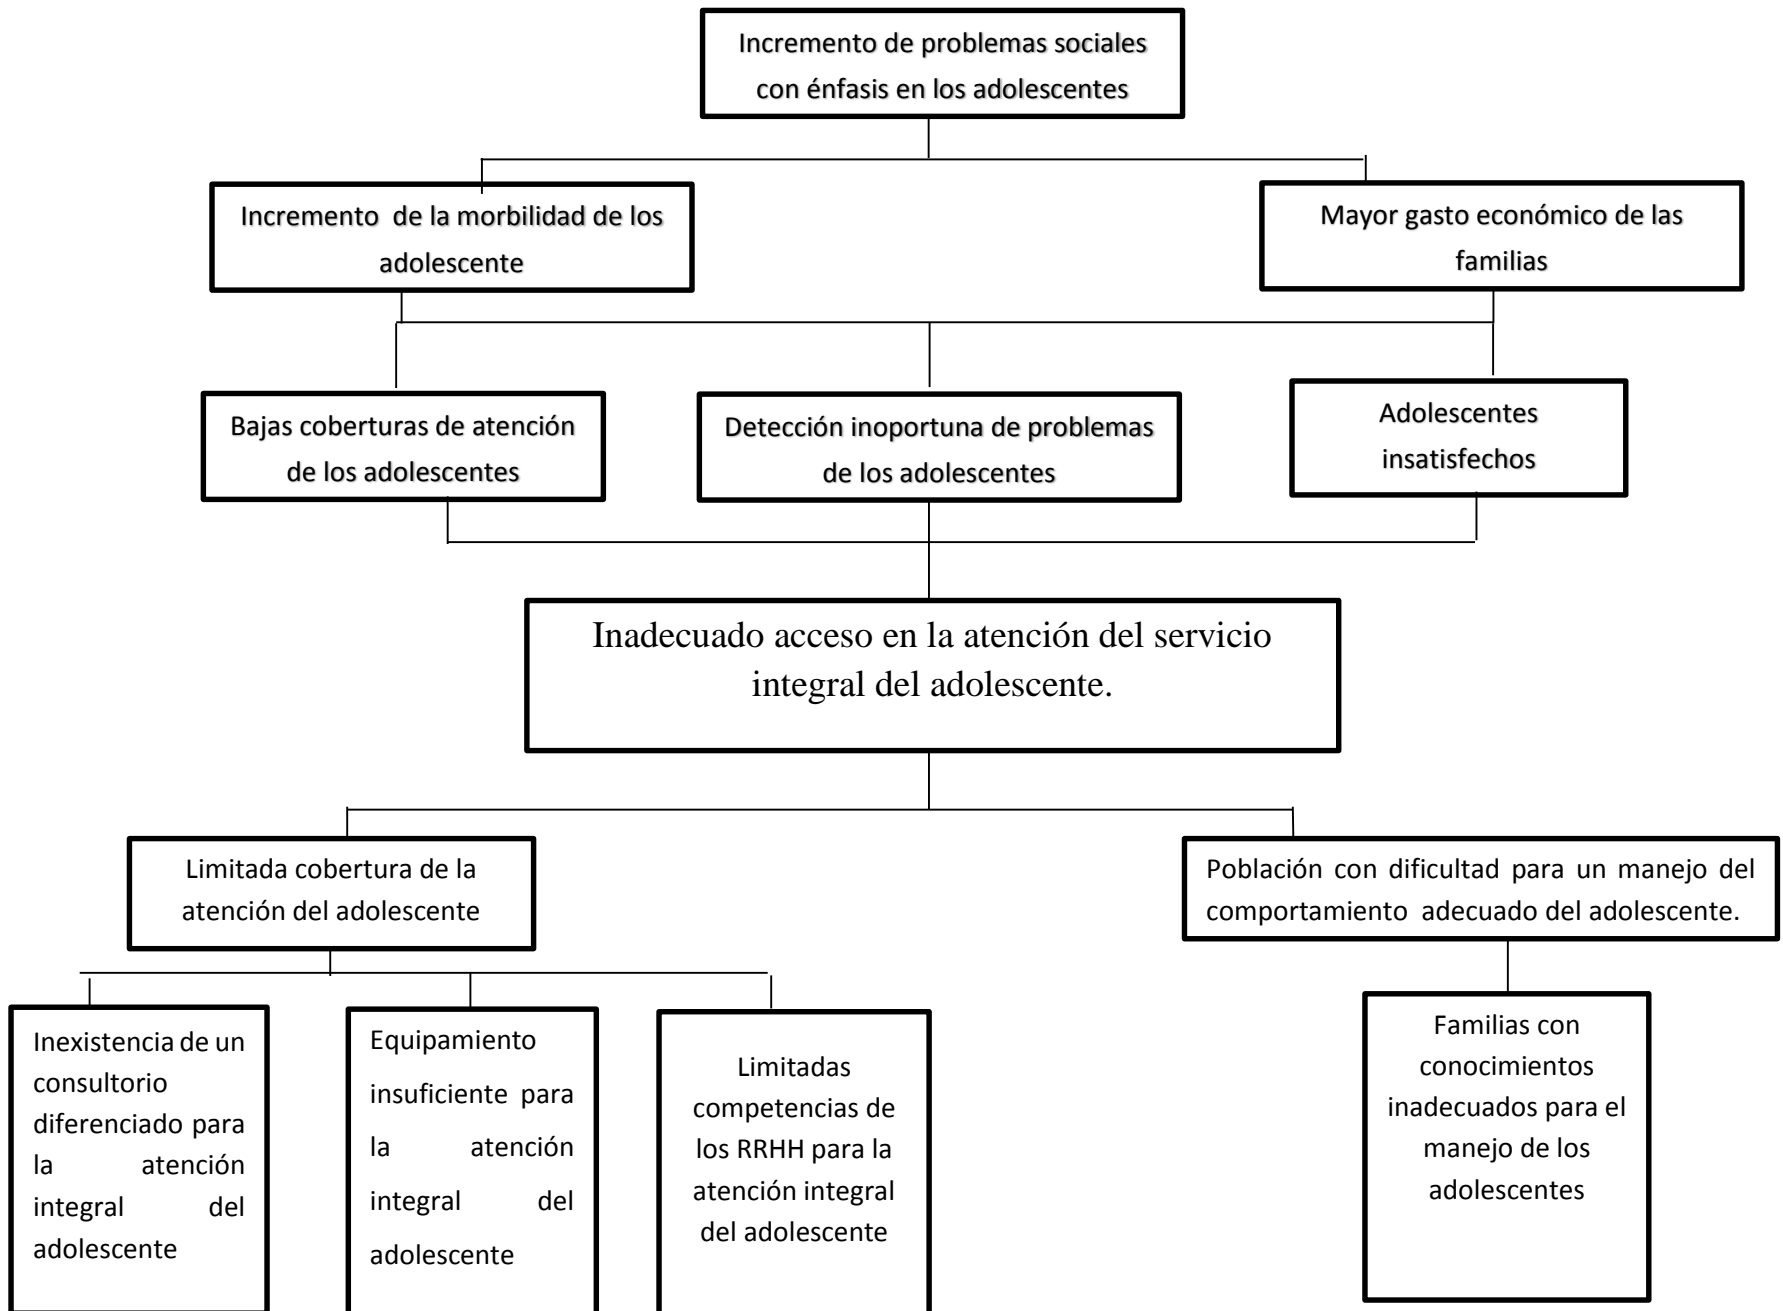 Incremento de problemas sociales
con énfasis en los adolescentes
Incremento de la morbilidad de los
adolescente
Mayor gasto económico de las
familias
Bajas coberturas de atención
de los adolescentes
Detección inoportuna de problemas
de los adolescentes
Adolescentes
insatisfechos
Inadecuado acceso en la atención del servicio
integral del adolescente.
Limitada cobertura de la
atención del adolescente
Población con dificultad para un manejo del
comportamiento adecuado del adolescente.
Inexistencia de un
consultorio
diferenciado para
la atención
integral del
adolescente
Equipamiento
insuficiente para
la atención
integral del
adolescente
Limitadas
competencias de
los RRHH para la
atención integral
del adolescente
Familias con
conocimientos
inadecuados para el
manejo de los
adolescentes